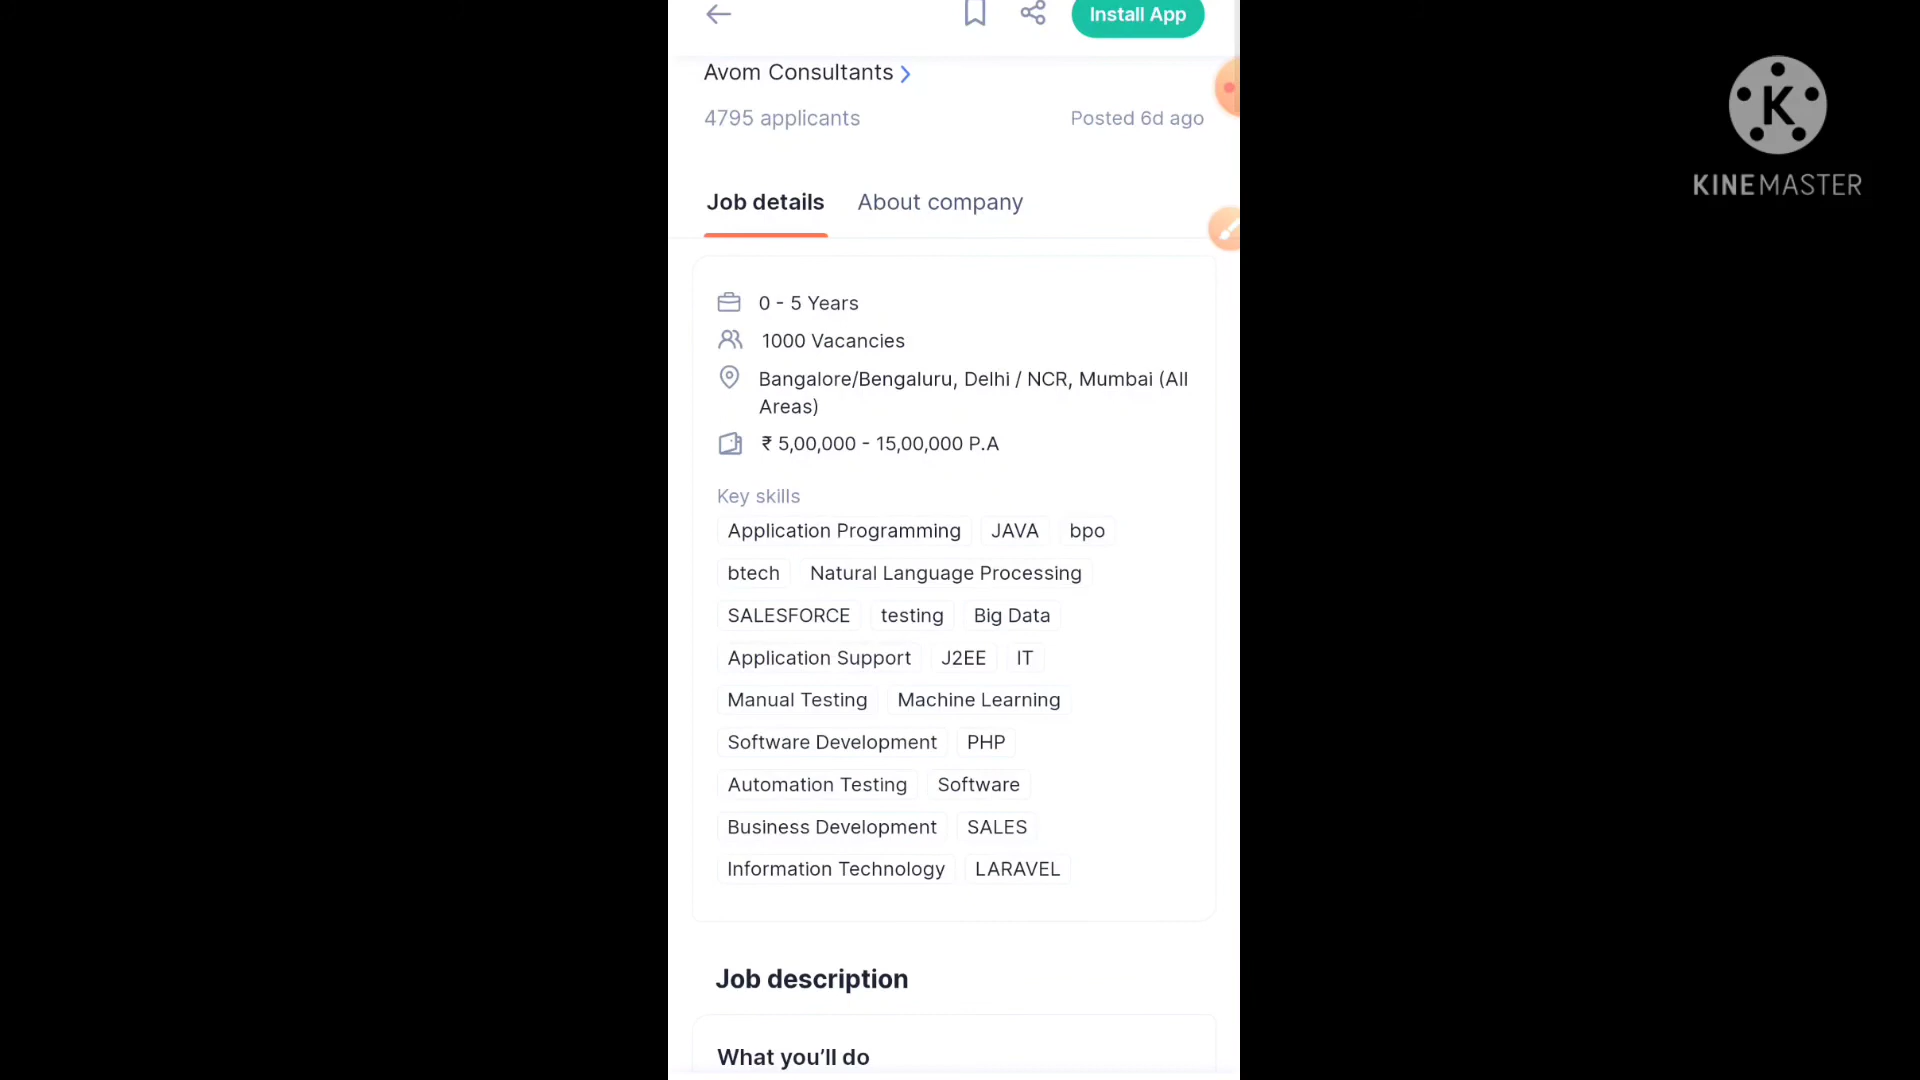 Install App
Avom Consultants
4795 applicants
Posted 6d ago
Job details
About company
0 - 5 Years
1000 Vacancies
Bangalore/Bengaluru, Delhi / NCR, Mumbai (All
Areas)
₹ 5,00,000 - 15,00,000 P.A
Key skills
Application Programming JAVA bpo
btech Natural Language Processing
SALESFORCE testing Big Data
Application Support J2EE IT
Manual Testing Machine Learning
Software Development PHP
Automation Testing Software
Business Development SALES
Information Technology LARAVEL
Job description
What you’ll do
K
KINEMASTER